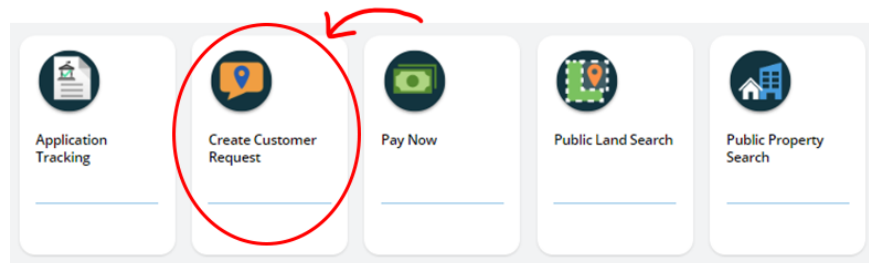 Application
Tracking
Create Customer
Request
Pay Now
Public Land Search
Public Property
Search